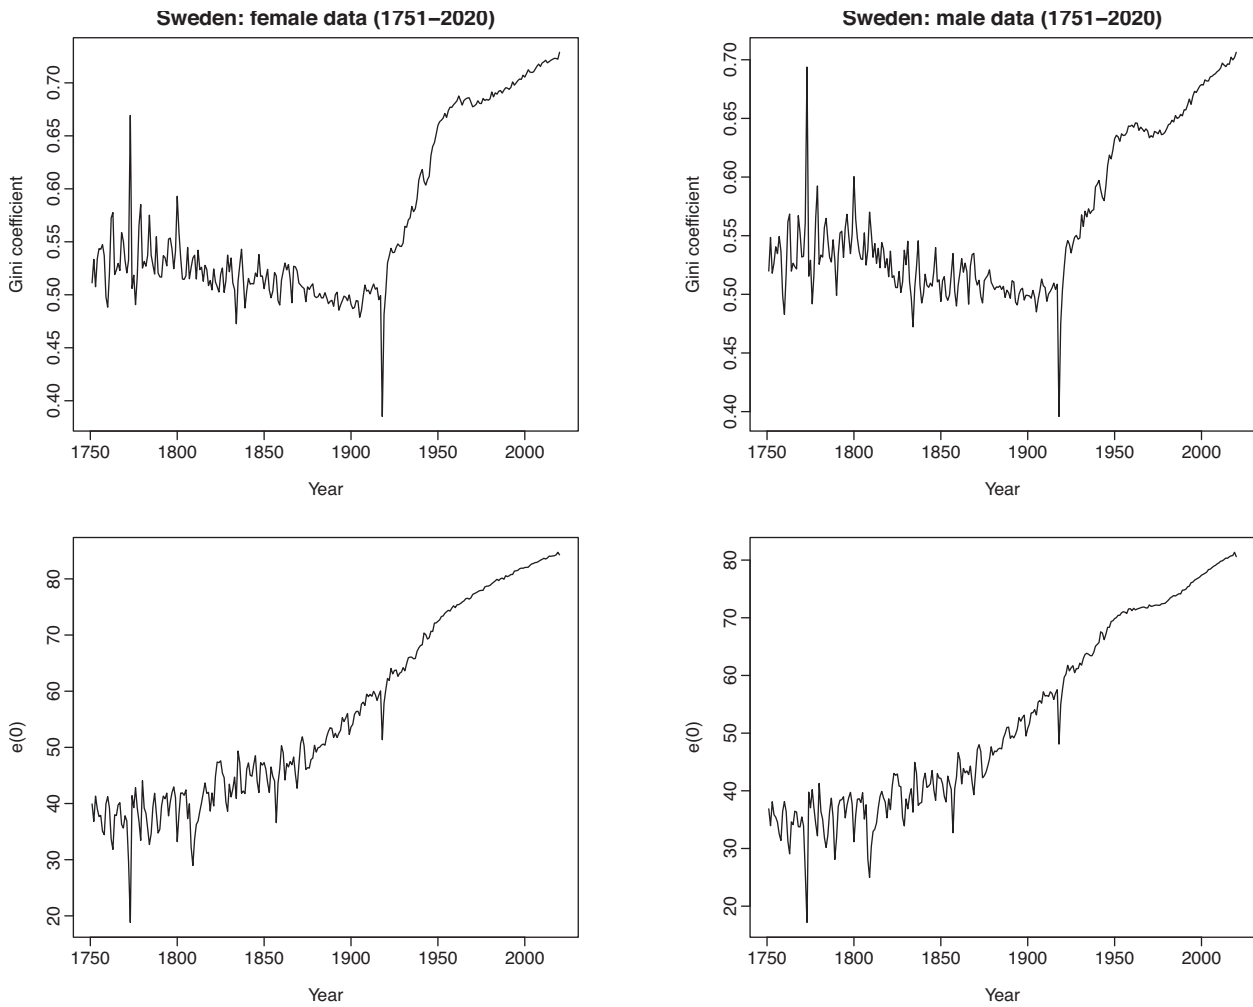 Sweden: female data (1751–2020)
Gini coefficient
0.70
0.65
0.60
0.55
0.50
0.45
0.40
1750 1800 1850 1900 1950 2000
Year
Sweden: male data (1751–2020)
Gini coefficient
0.70
0.65
0.60
0.55
0.50
0.45
0.40
1750 1800 1850 1900 1950 2000
Year
e(0)
80
70
60
50
40
30
20
1750 1800 1850 1900 1950 2000
Year
e(0)
80
70
60
50
40
30
20
1750 1800 1850 1900 1950 2000
Year